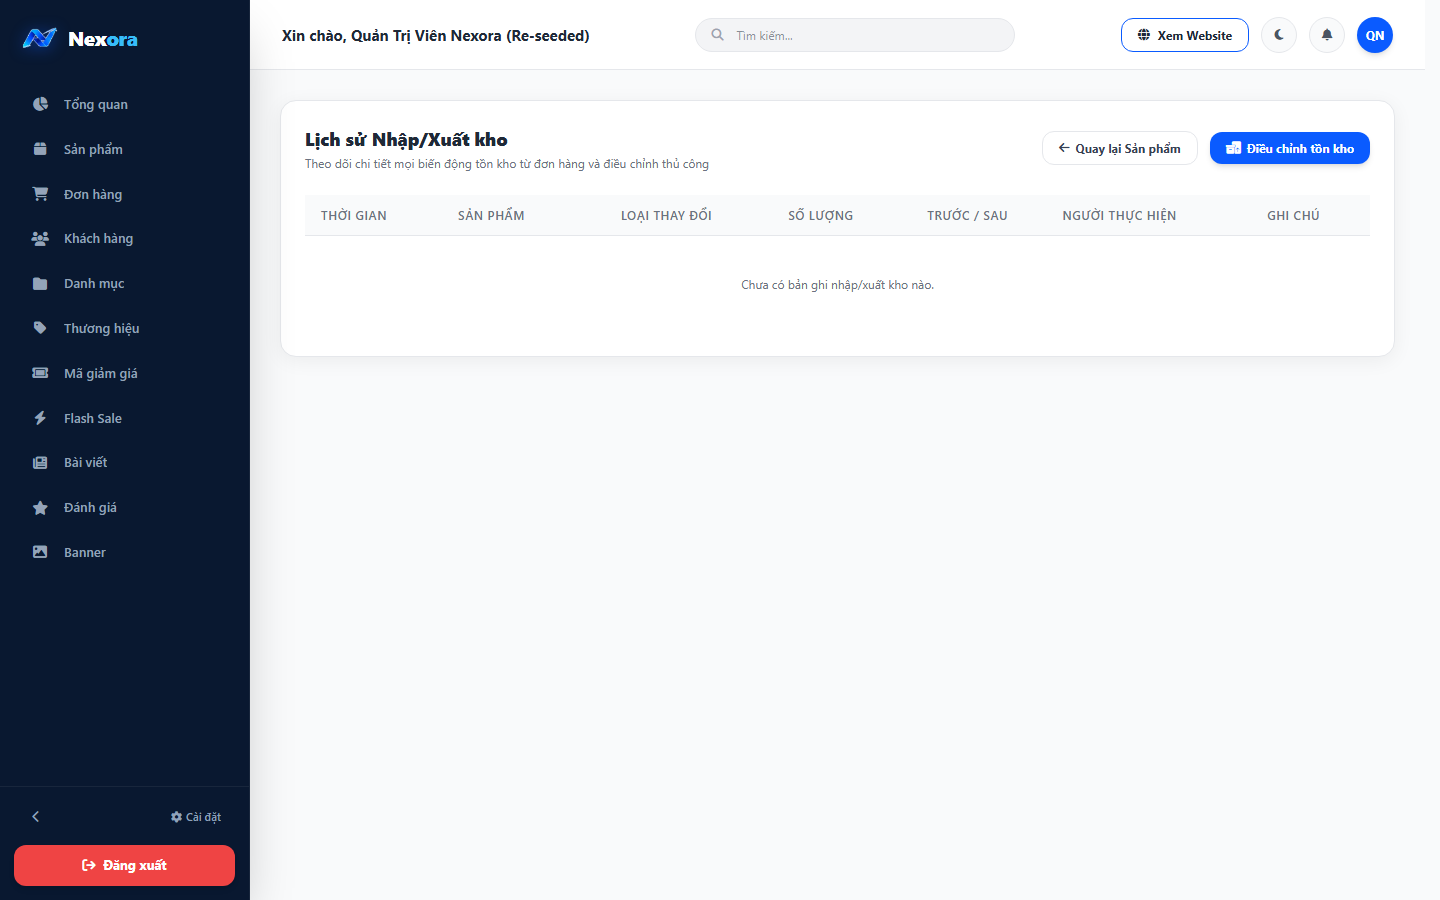 Nexora
Xin chào, Quản Trị Viên Nexora (Re-seeded)
Tìm kiếm...
Xem Website
QN
Tổng quan
Sản phẩm
Đơn hàng
Khách hàng
Danh mục
Thương hiệu
Mã giảm giá
Flash Sale
Bài viết
Đánh giá
Banner
Cài đặt
Đăng xuất
Lịch sử Nhập/Xuất kho
Theo dõi chi tiết mọi biến động tồn kho từ đơn hàng và điều chỉnh thủ công
Quay lại Sản phẩm
Điều chỉnh tồn kho
THỜI GIAN SẢN PHẨM LOẠI THAY ĐỔI SỐ LƯỢNG TRƯỚC / SAU NGƯỜI THỰC HIỆN GHI CHÚ
Chưa có bản ghi nhập/xuất kho nào.